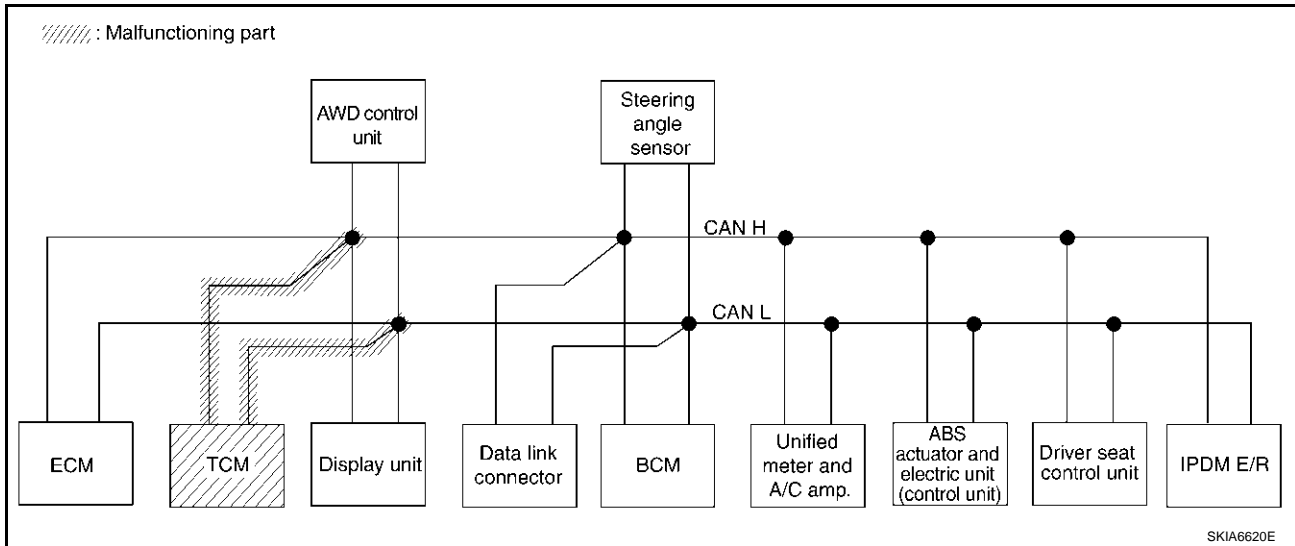 : Malfunctioning part
AWD control
unit
Steering
angle
sensor
CAN H
CAN L
ECM
TCM
Display unit
Data link
connector
BCM
Unified
meter and
A/C amp.
ABS
actuator and
electric unit
(control unit)
Driver seat
control unit
IPDM E/R
SKIA6620E